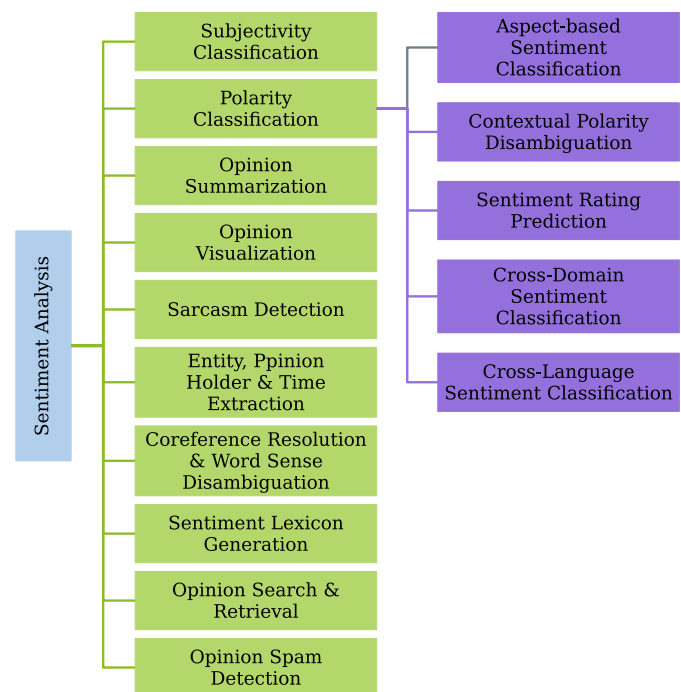 Sentiment Analysis
Subjectivity
Classification
Polarity
Classification
Opinion
Summarization
Opinion
Visualization
Sarcasm Detection
Entity, Ppinion
Holder & Time
Extraction
Coreference Resolution
& Word Sense
Disambiguation
Sentiment Lexicon
Generation
Opinion Search &
Retrieval
Opinion Spam
Detection
Aspect-based
Sentiment
Classification
Contextual Polarity
Disambiguation
Sentiment Rating
Prediction
Cross-Domain
Sentiment
Classification
Cross-Language
Sentiment Classification